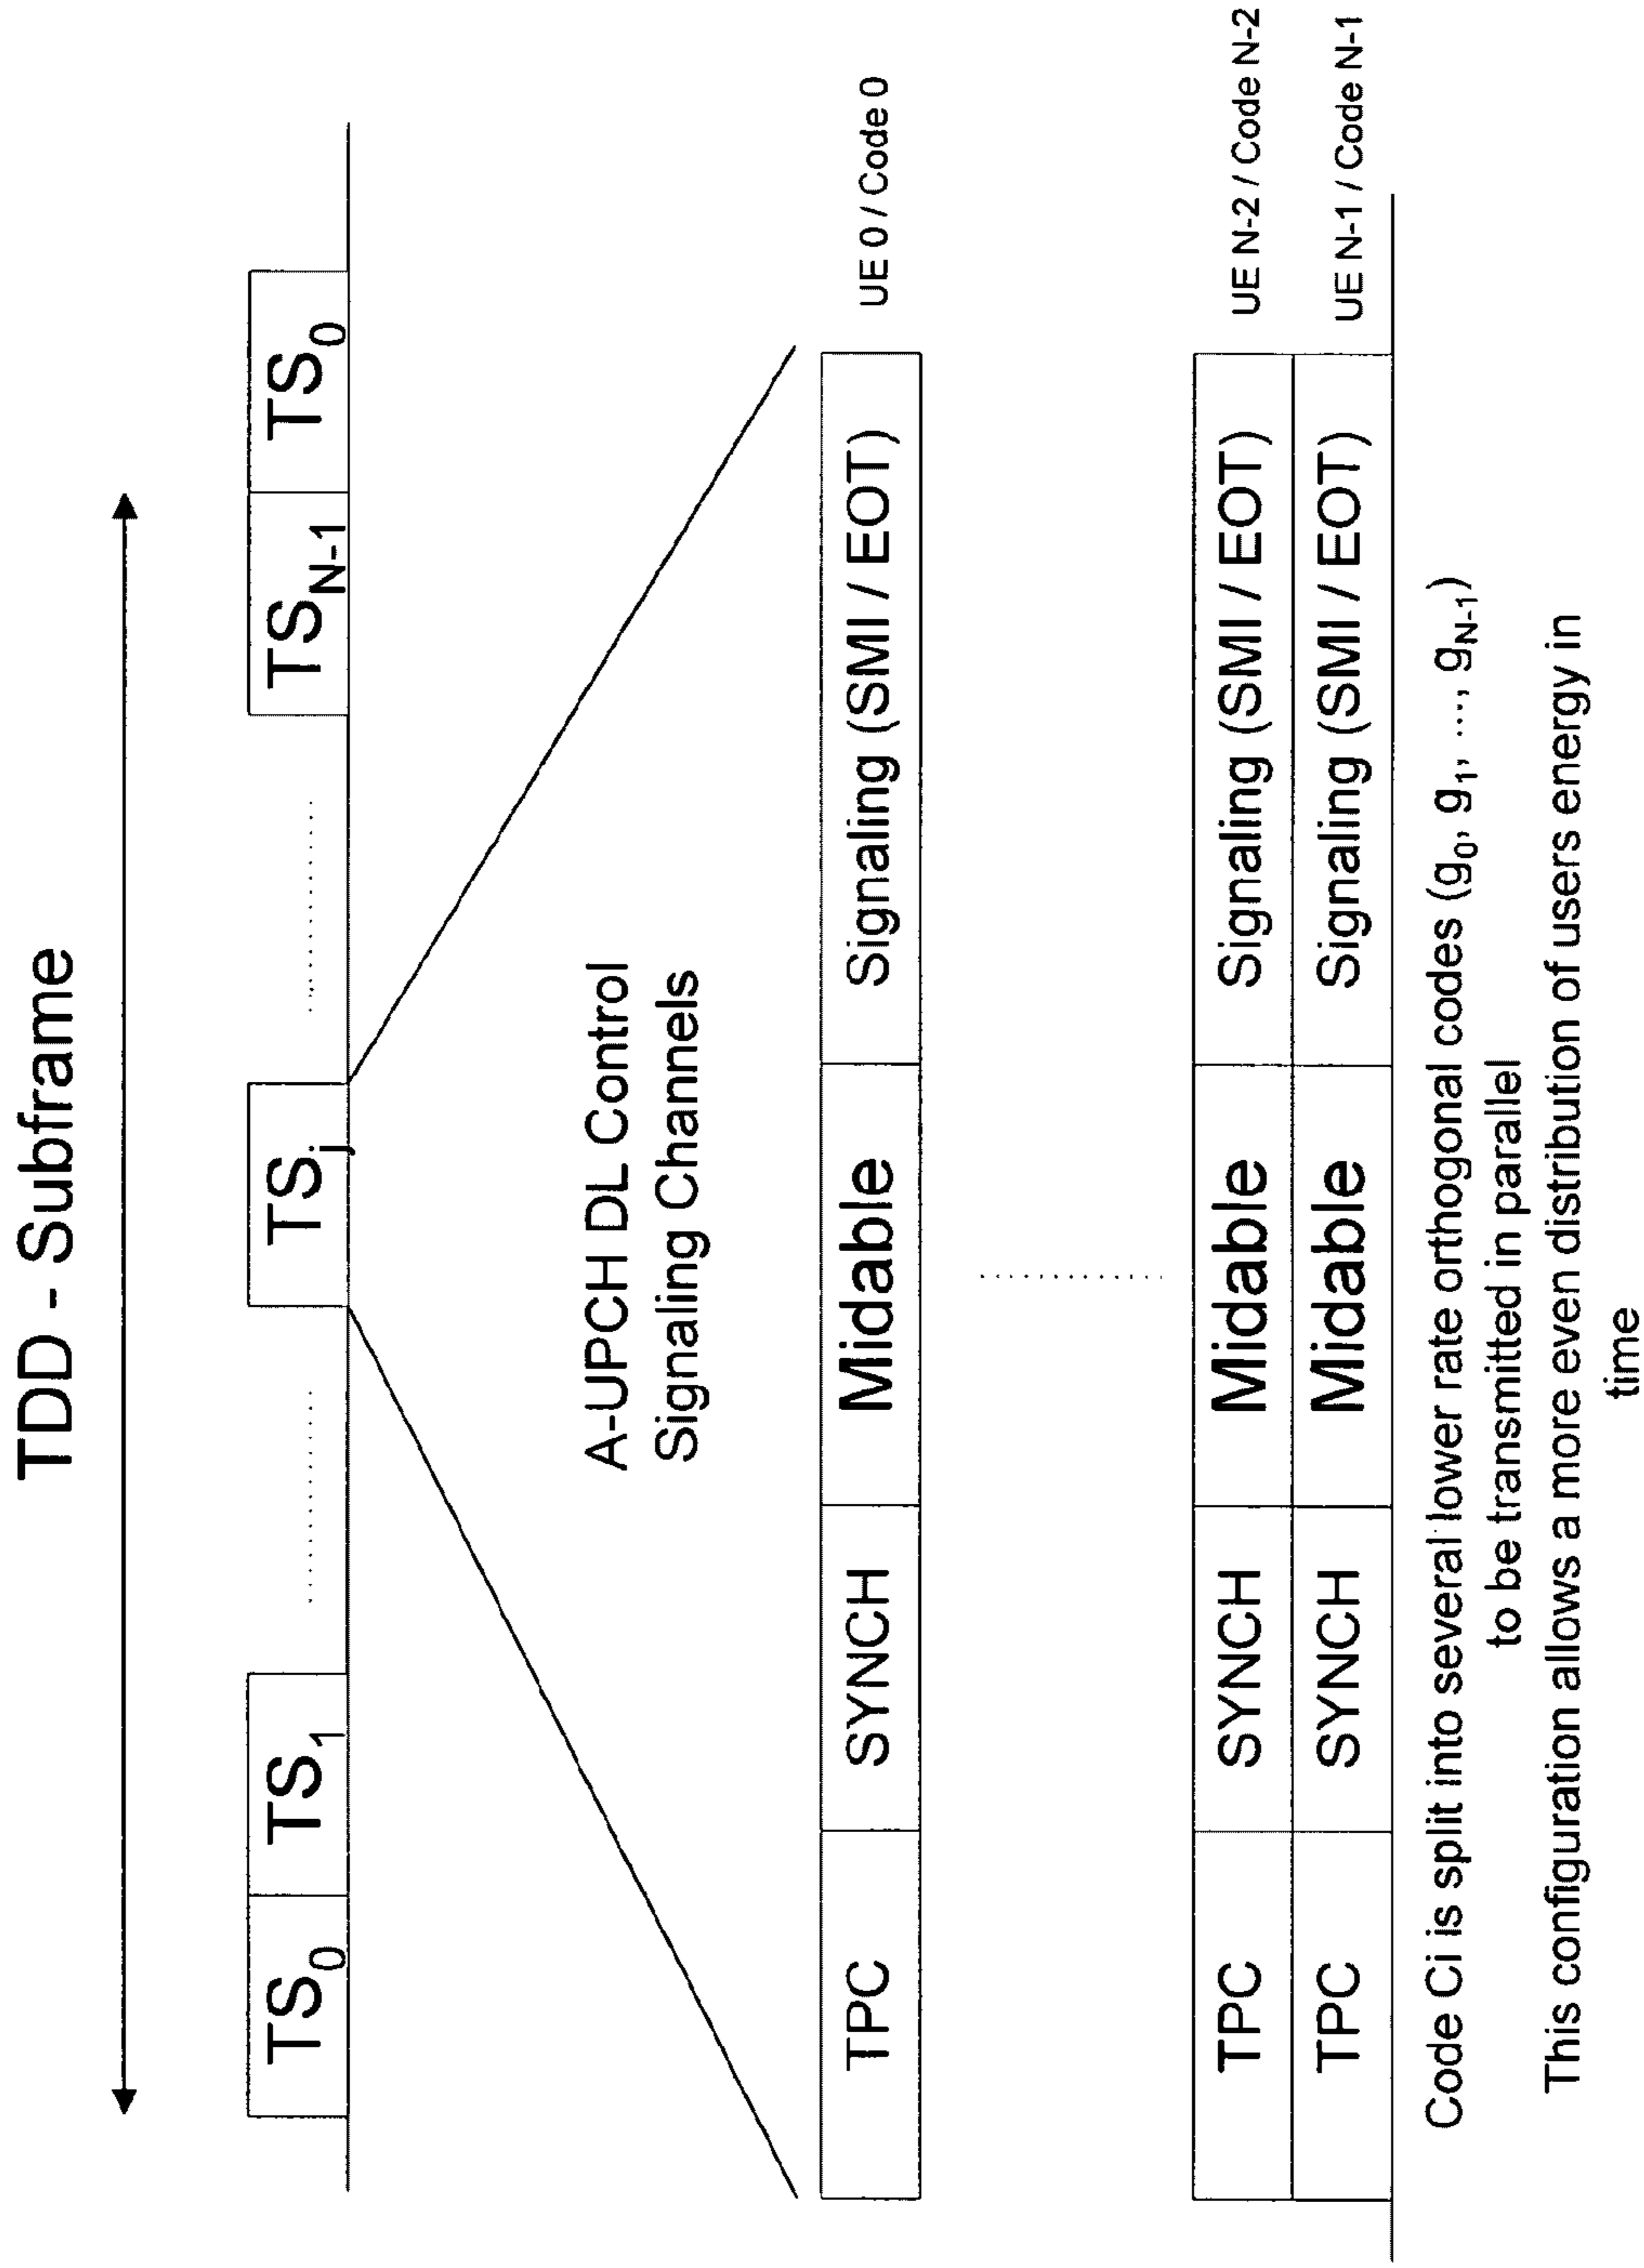 TDD - Subframe
TS0 TS1 TSj TSN-1 TS0
A-UPCH DL Control
Signaling Channels
TPC SYNCH Midable Signaling (SMI / EOT) UE 0 / Code 0
TPC SYNCH Midable Signaling (SMI / EOT) UE N-2 / Code N-2
TPC SYNCH Midable Signaling (SMI / EOT) UE N-1 / Code N-1
Code Ci is split into several lower rate orthogonal codes (g0, g1, ...., gN-1)
to be transmitted in parallel
This configuration allows a more even distribution of users energy in
time